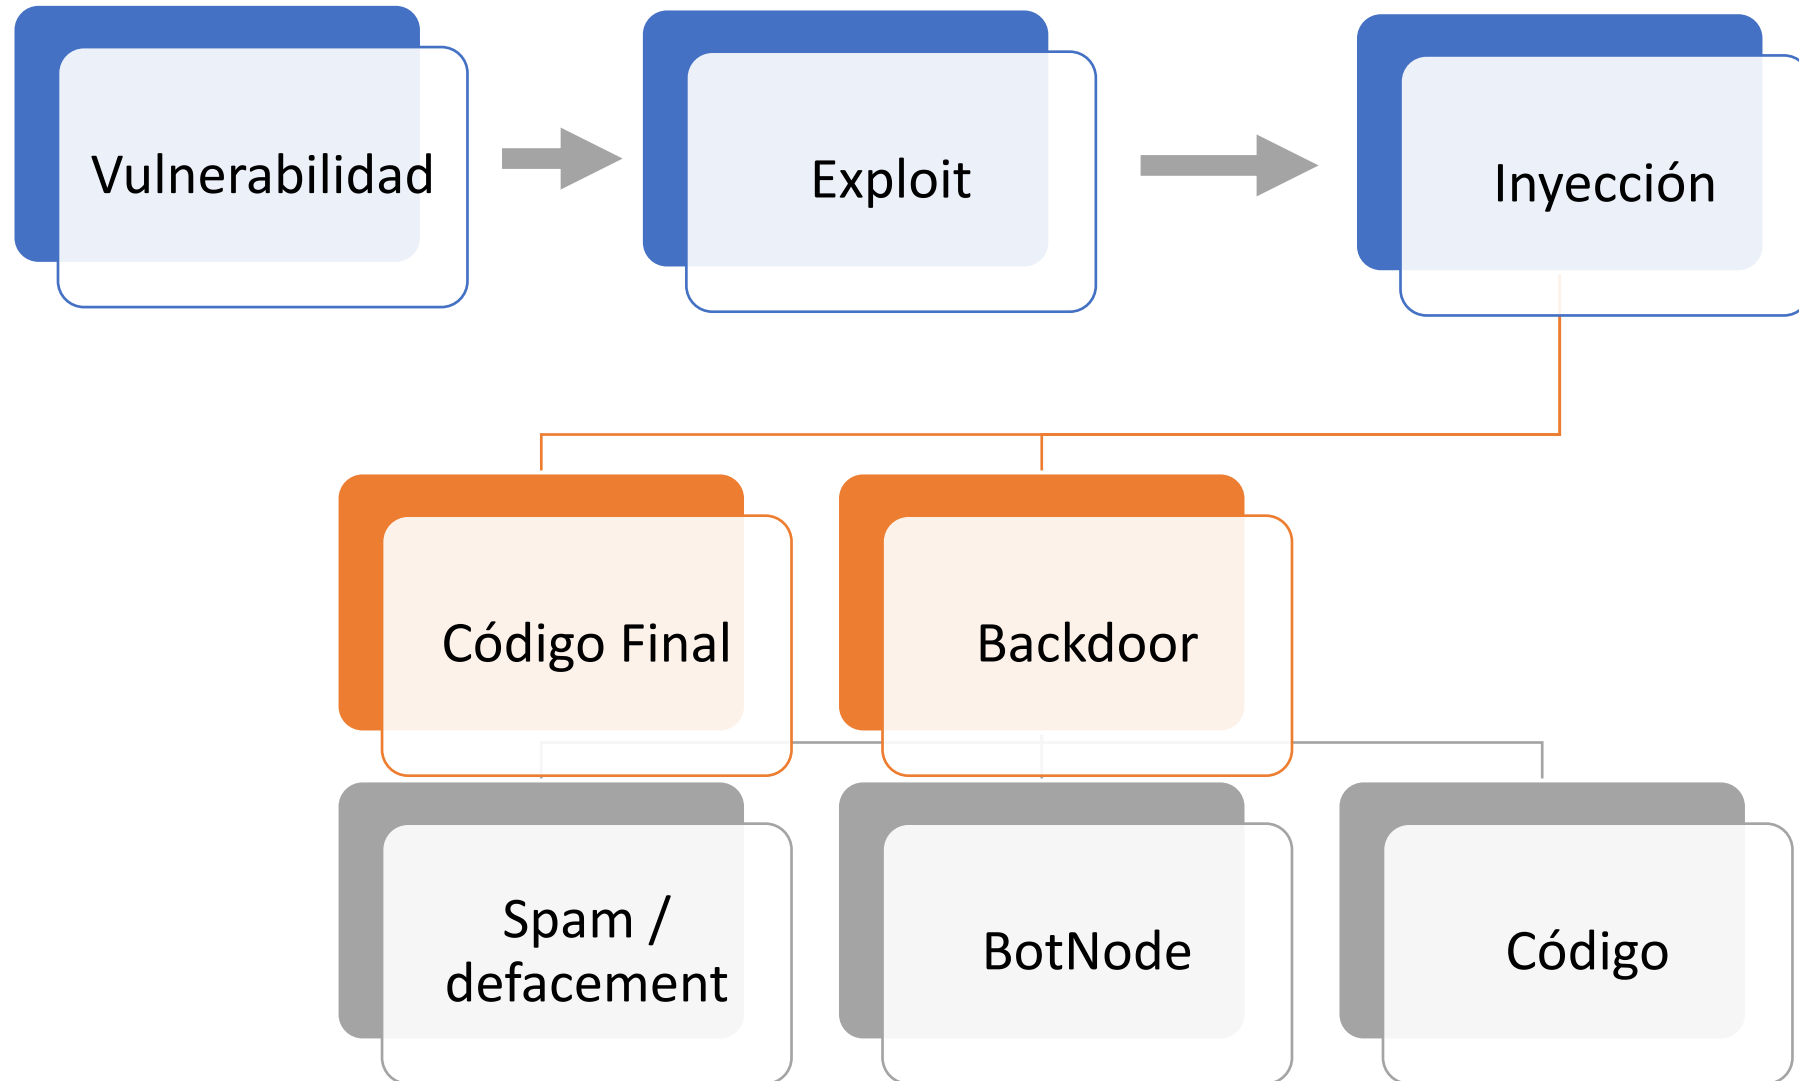 Vulnerabilidad
Exploit
Inyección
Código Final
Backdoor
Spam /
defacement
BotNode
Código